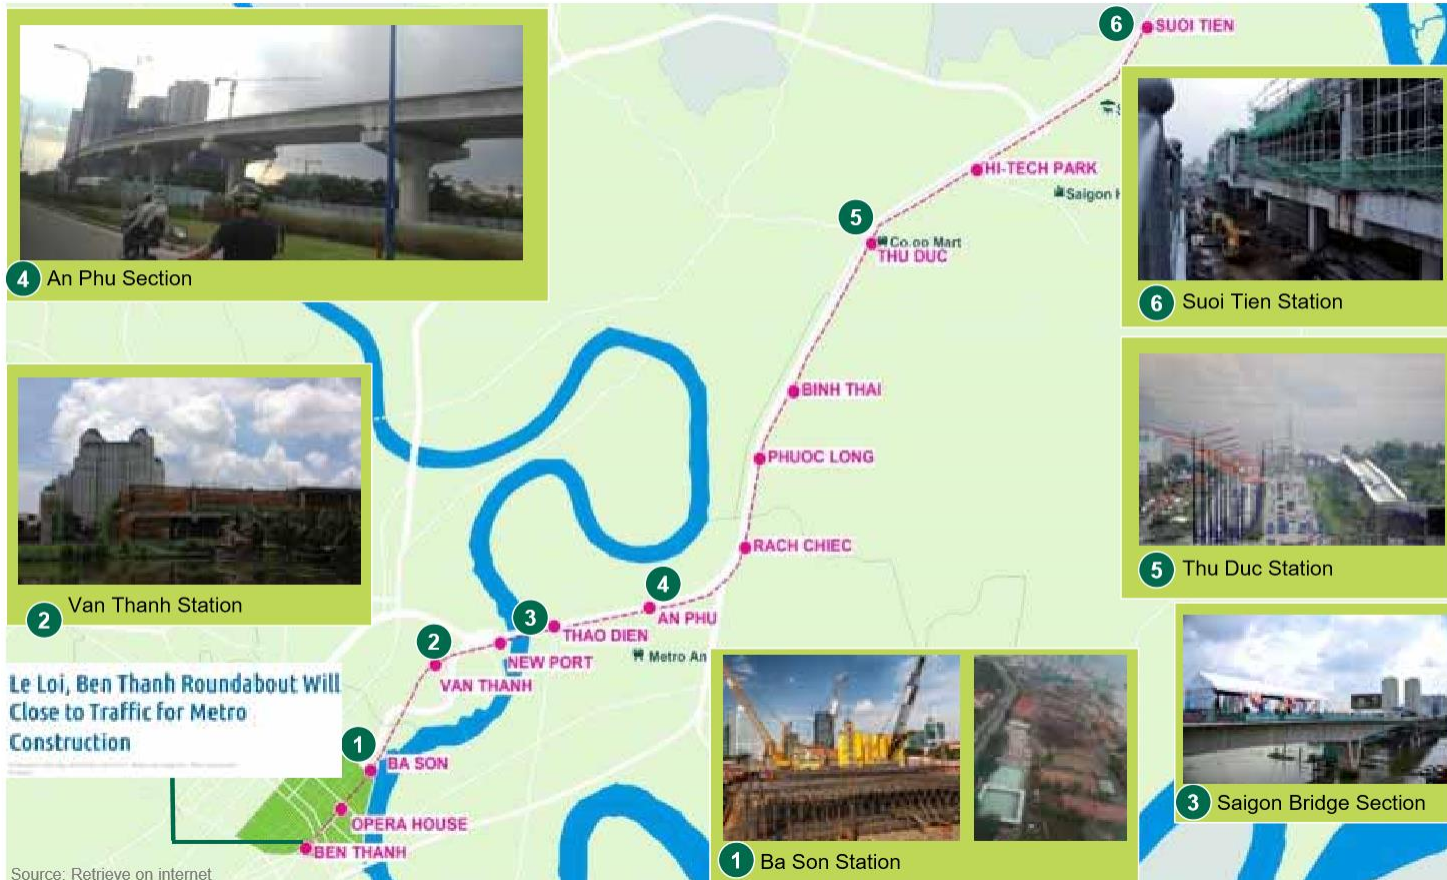 6 SUOI TIEN
HI-TECH PARK
Saigon H
5
Co.op Mart
THU DUC
4 An Phu Section
6 Suoi Tien Station
BINH THAI
PHUOC LONG
RACH CHIEC
5 Thu Duc Station
2 Van Thanh Station
4
AN PHU
3
THAO DIEN
Metro An
2
NEW PORT
VAN THANH
Le Loi, Ben Thanh Roundabout Will
Close to Traffic for Metro
Construction
1
BA SON
OPERA HOUSE
BEN THANH
3 Saigon Bridge Section
1 Ba Son Station
Source: Retrieve on internet